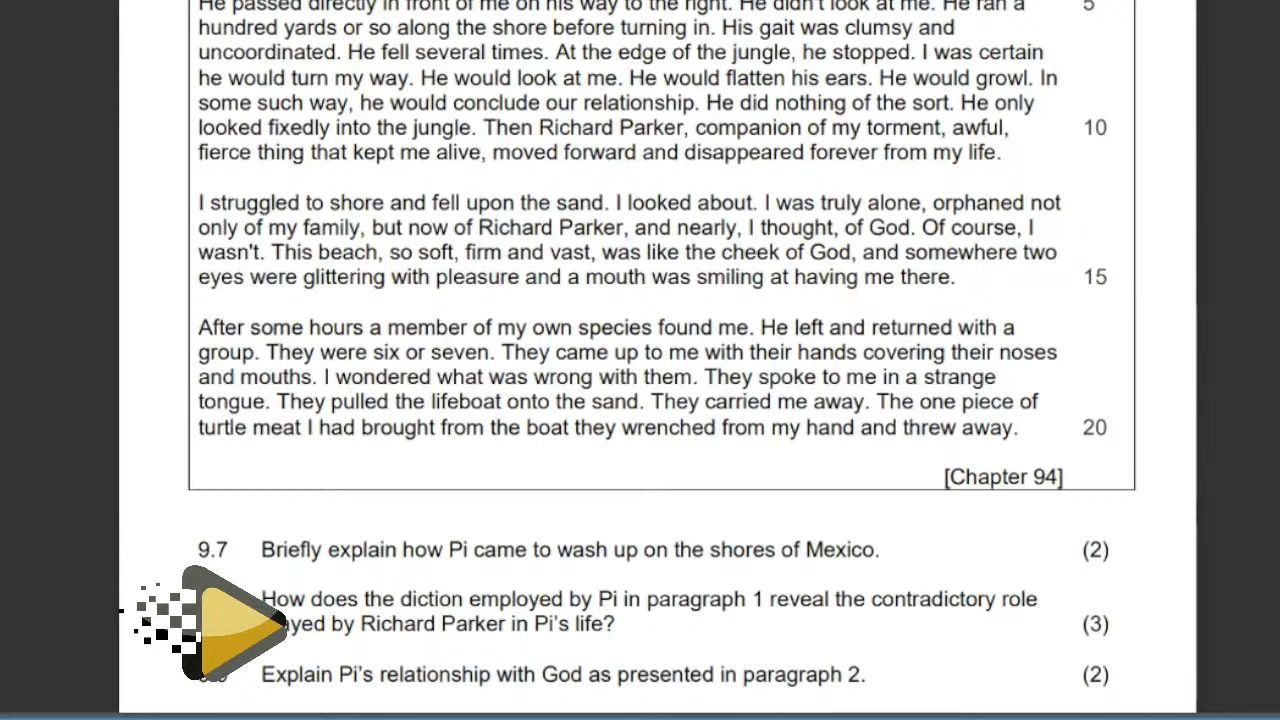 He passed directly in front of me on his way to the right. He didn't look at me. He ran a 5
hundred yards or so along the shore before turning in. His gait was clumsy and
uncoordinated. He fell several times. At the edge of the jungle, he stopped. I was certain
he would turn my way. He would look at me. He would flatten his ears. He would growl. In
some such way, he would conclude our relationship. He did nothing of the sort. He only
looked fixedly into the jungle. Then Richard Parker, companion of my torment, awful, 10
fierce thing that kept me alive, moved forward and disappeared forever from my life.
I struggled to shore and fell upon the sand. I looked about. I was truly alone, orphaned not
only of my family, but now of Richard Parker, and nearly, I thought, of God. Of course, I
wasn't. This beach, so soft, firm and vast, was like the cheek of God, and somewhere two
eyes were glittering with pleasure and a mouth was smiling at having me there. 15
After some hours a member of my own species found me. He left and returned with a
group. They were six or seven. They came up to me with their hands covering their noses
and mouths. I wondered what was wrong with them. They spoke to me in a strange
tongue. They pulled the lifeboat onto the sand. They carried me away. The one piece of
turtle meat I had brought from the boat they wrenched from my hand and threw away. 20
[Chapter 94]
9.7 Briefly explain how Pi came to wash up on the shores of Mexico. (2)
How does the diction employed by Pi in paragraph 1 reveal the contradictory role
ayed by Richard Parker in Pi's life? (3)
Explain Pi's relationship with God as presented in paragraph 2. (2)